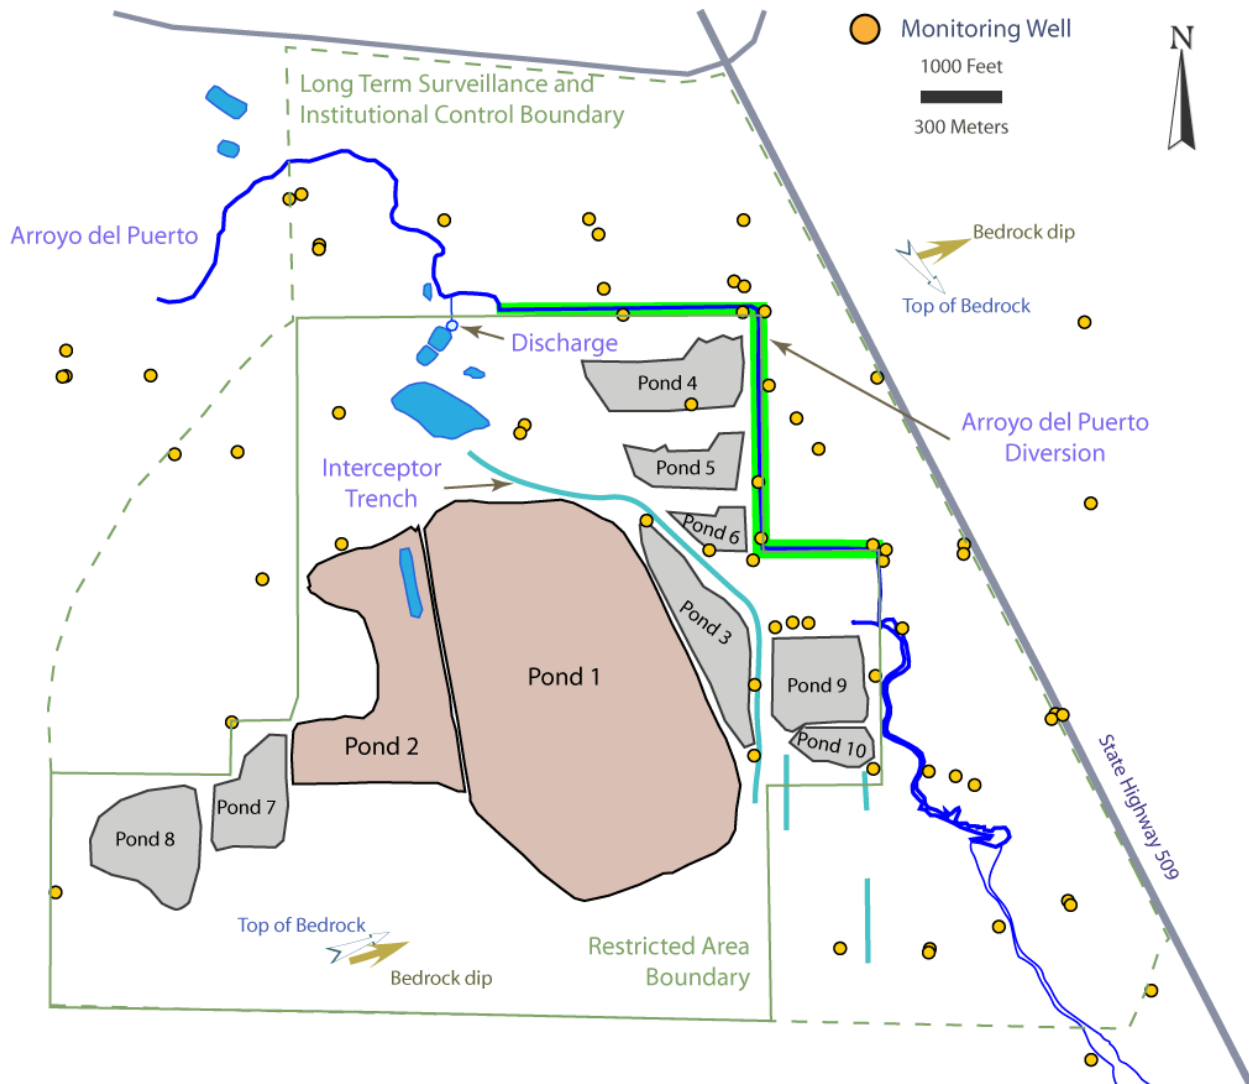 Monitoring Well
1000 Feet
300 Meters
N
Long Term Surveillance and
Institutional Control Boundary
Arroyo del Puerto
Bedrock dip
Top of Bedrock
Discharge
Pond 4
Arroyo del Puerto
Diversion
Interceptor
Trench
Pond 5
Pond 6
Pond 3
Pond 1
Pond 9
Pond 2
Pond 10
State Highway 509
Pond 7
Pond 8
Top of Bedrock
Bedrock dip
Restricted Area
Boundary